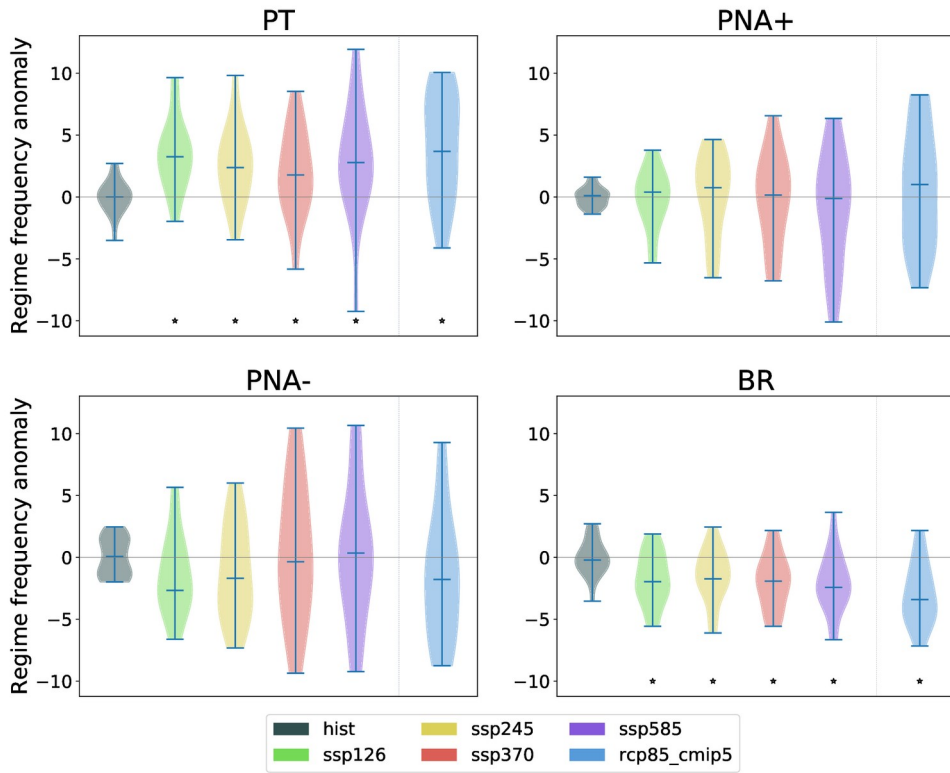 PT
PNA+
Regime frequency anomaly
10
5
0
−5
−10
10
5
0
−5
−10
PNA-
BR
Regime frequency anomaly
10
5
0
−5
−10
10
5
0
−5
−10
hist
ssp245
ssp585
ssp126
ssp370
rcp85_cmip5